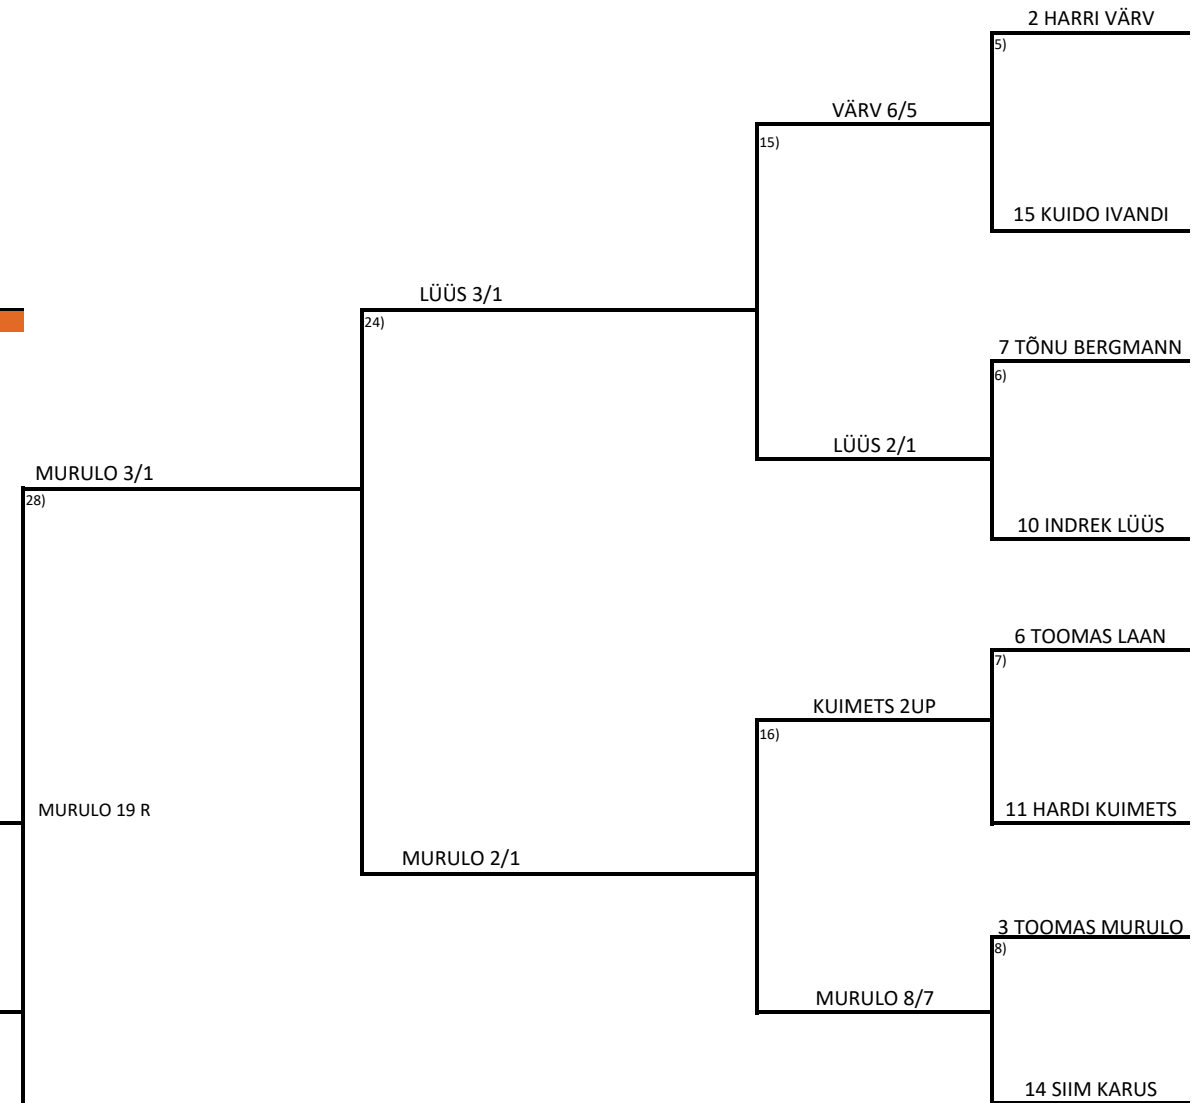 2 HARRI VÄRV
5)
VÄRV 6/5
15)
15 KUIDO IVANDI
LÜÜS 3/1
24)
7 TÕNU BERGMANN
6)
LÜÜS 2/1
MURULO 3/1
28)
10 INDREK LÜÜS
6 TOOMAS LAAN
7)
KUIMETS 2UP
16)
MURULO 19 R
11 HARDI KUIMETS
MURULO 2/1
3 TOOMAS MURULO
8)
MURULO 8/7
14 SIIM KARUS